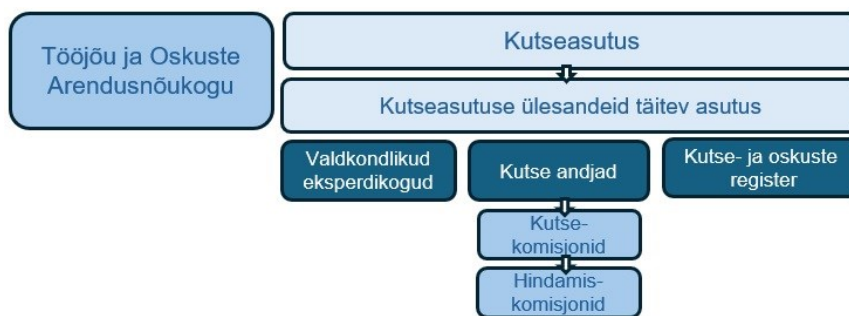 Tööjõu ja Oskuste
Arendusnõukogu
Kutseasutus
Kutseasutuse ülesandeid täitev asutus
Valdkondlikud
eksperdikogud
Kutse andjad
Kutse- ja oskuste
register
Kutse-
komisjonid
Hindamis-
komisjonid